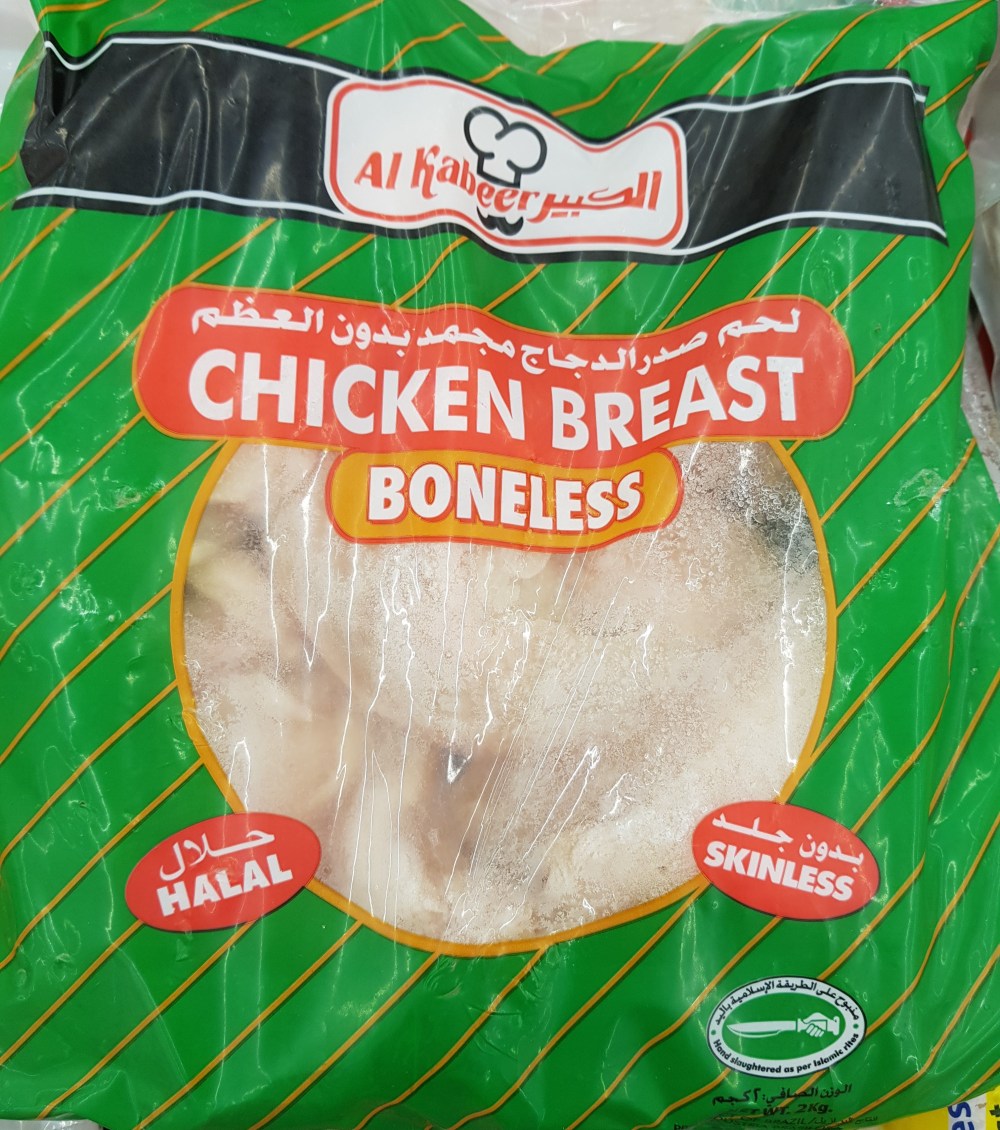 Al Kabeer الكبير
لحم صدر الدجاج مجمد بدون العظم
CHICKEN BREAST
BONELESS
حلال
HALAL
بدون جلد
SKINLESS
مذبوح على الطريقة الإسلامية باليد
Hand slaughtered as per Islamic rites
الوزن الصافي: ٢ كجم
WT. 2Kg.
BRAZIL